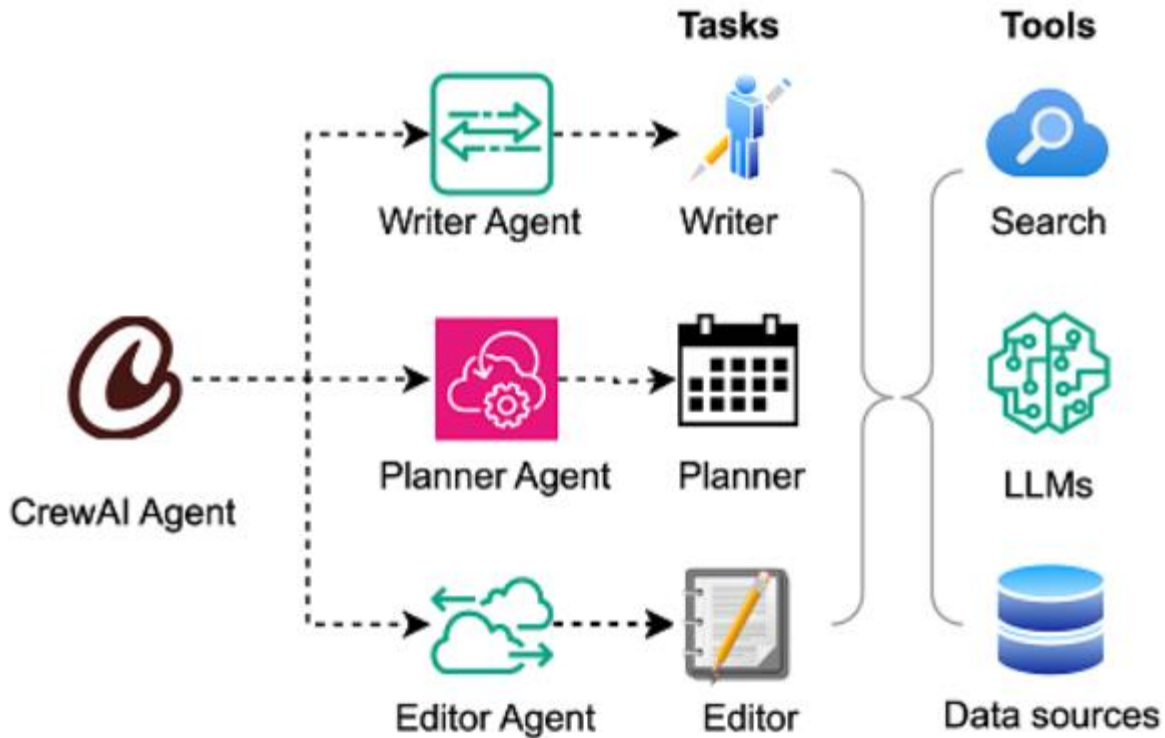 Tasks Tools
Writer Agent Writer Search
CrewAI Agent
Planner Agent Planner LLMs
Editor Agent Editor Data sources